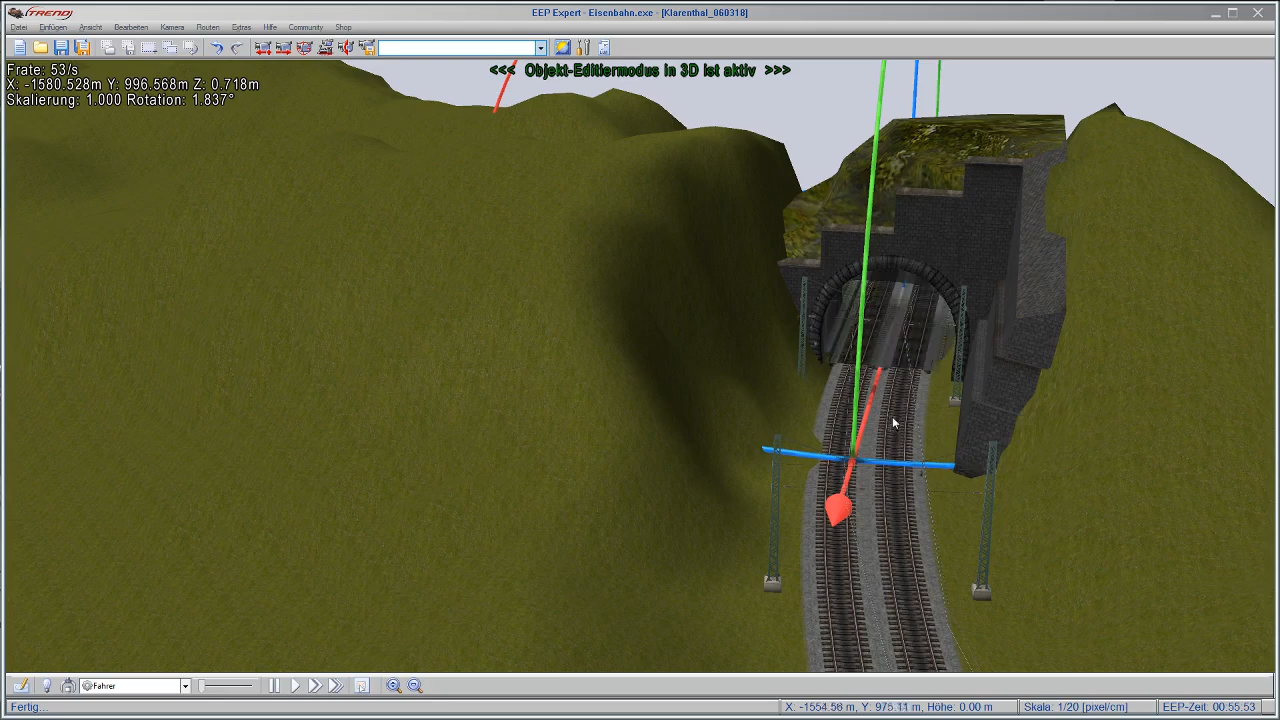 TREND
EEP Expert - Eisenbahn.exe - [Klarenthal_060318]
Datei Einfügen Ansicht Bearbeiten Kamera Routen Extras Hilfe Community Shop
Frate: 53/s
X: -1580.528m Y: 996.568m Z: 0.718m
Skalierung: 1.000 Rotation: 1.837°
<<< Objekt-Editiermodus in 3D ist aktiv >>>
Fahrer
Fertig...
X: -1554.56 m, Y: 975.11 m, Höhe: 0.00 m
Skala: 1/20 [pixel/cm]
EEP-Zeit: 00:55:53